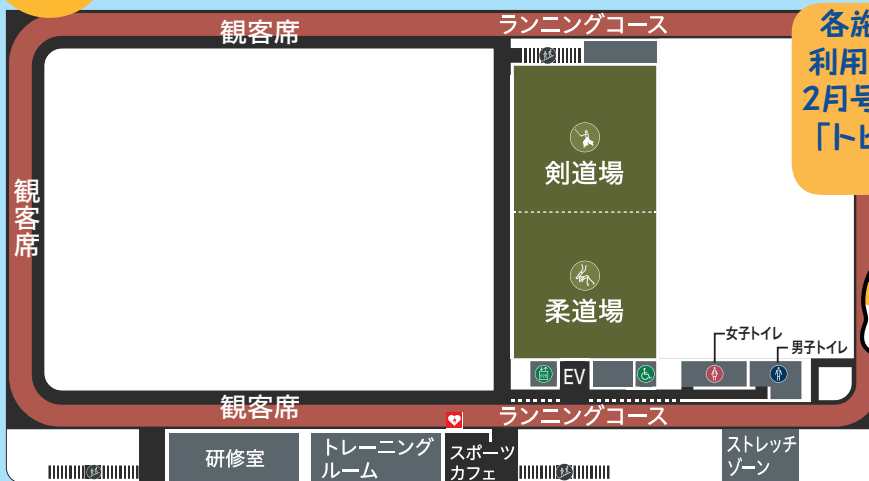 観客席
ランニングコース
各施
利用
2月号
「トピ
観客席
剣道場
柔道場
女子トイレ
男子トイレ
EV
観客席
ランニングコース
研修室
トレーニング
ルーム
スポーツ
カフェ
ストレッチ
ゾーン